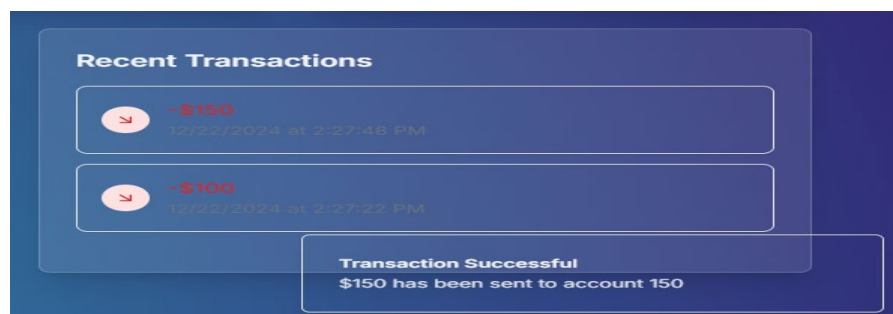 Recent Transactions
-$150
12/22/2024 at 2:27:48 PM
-$100
12/22/2024 at 2:27:22 PM
Transaction Successful
$150 has been sent to account 150